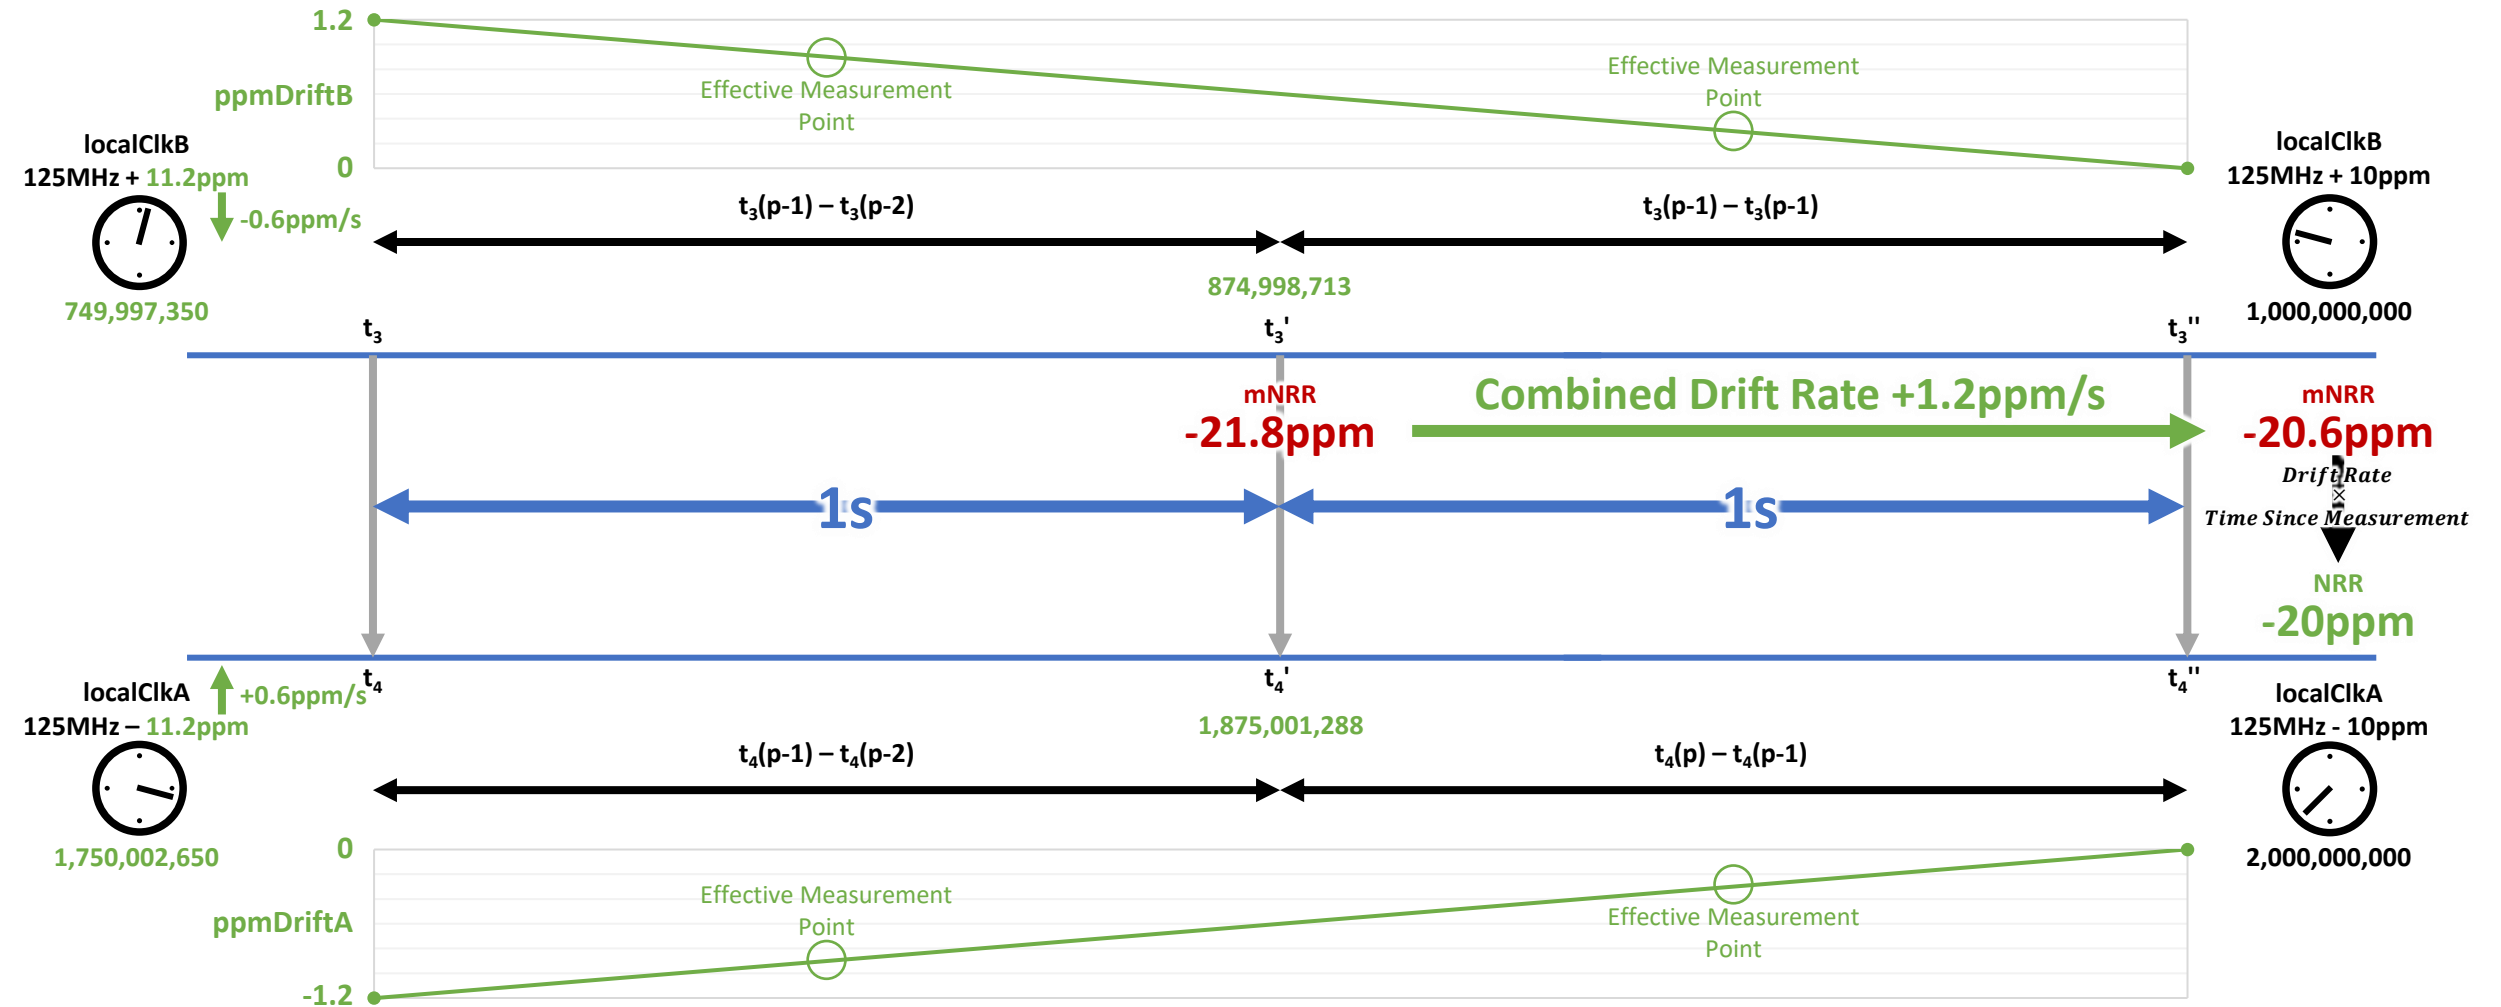 1.2
ppmDriftB
0
Effective Measurement
Point
Effective Measurement
Point
localClkB
125MHz + 11.2ppm
-0.6ppm/s
749,997,350
t₃(p-1) – t₃(p-2)
t₃(p-1) – t₃(p-1)
localClkB
125MHz + 10ppm
1,000,000,000
874,998,713
t₃
t₃'
t₃''
mNRR
-21.8ppm
Combined Drift Rate +1.2ppm/s
mNRR
-20.6ppm
Drift Rate
×
Time Since Measurement
1s
1s
NRR
-20ppm
t₄
t₄'
t₄''
localClkA
+0.6ppm/s
125MHz – 11.2ppm
1,750,002,650
1,875,001,288
t₄(p-1) – t₄(p-2)
t₄(p) – t₄(p-1)
localClkA
125MHz - 10ppm
2,000,000,000
0
ppmDriftA
-1.2
Effective Measurement
Point
Effective Measurement
Point